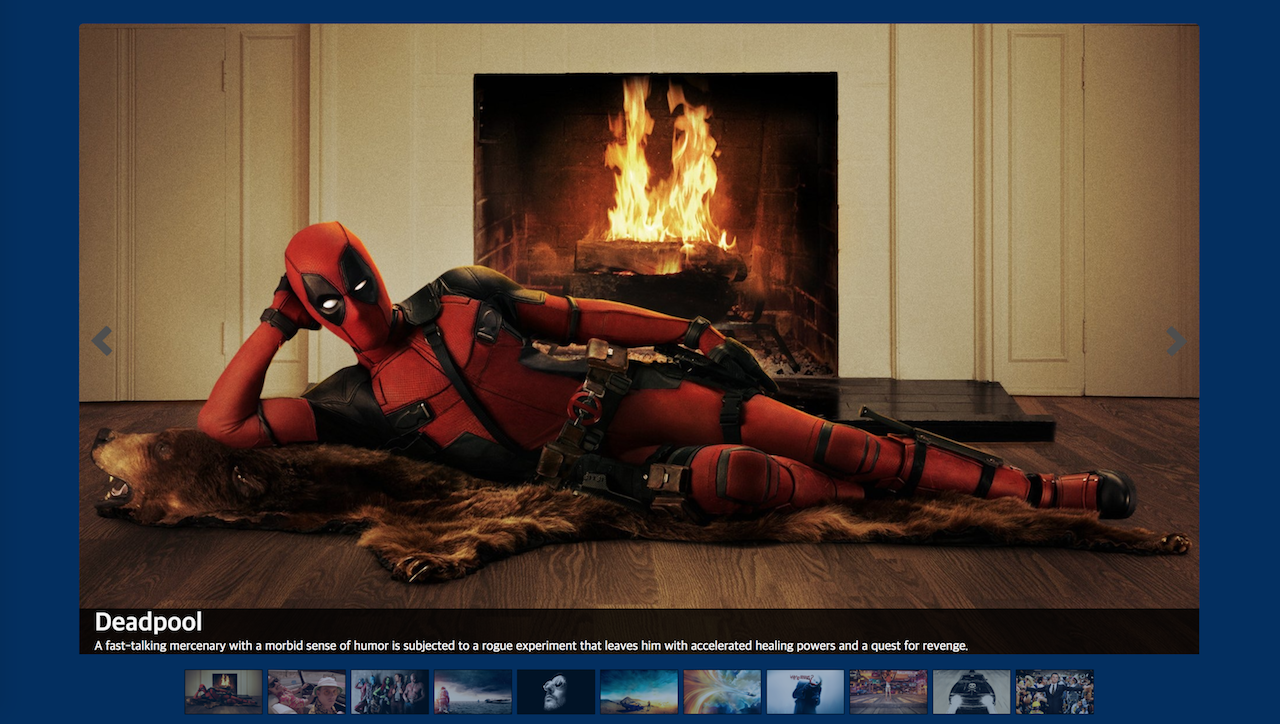 Deadpool
A fast-talking mercenary with a morbid sense of humor is subjected to a rogue experiment that leaves him with accelerated healing powers and a quest for revenge.